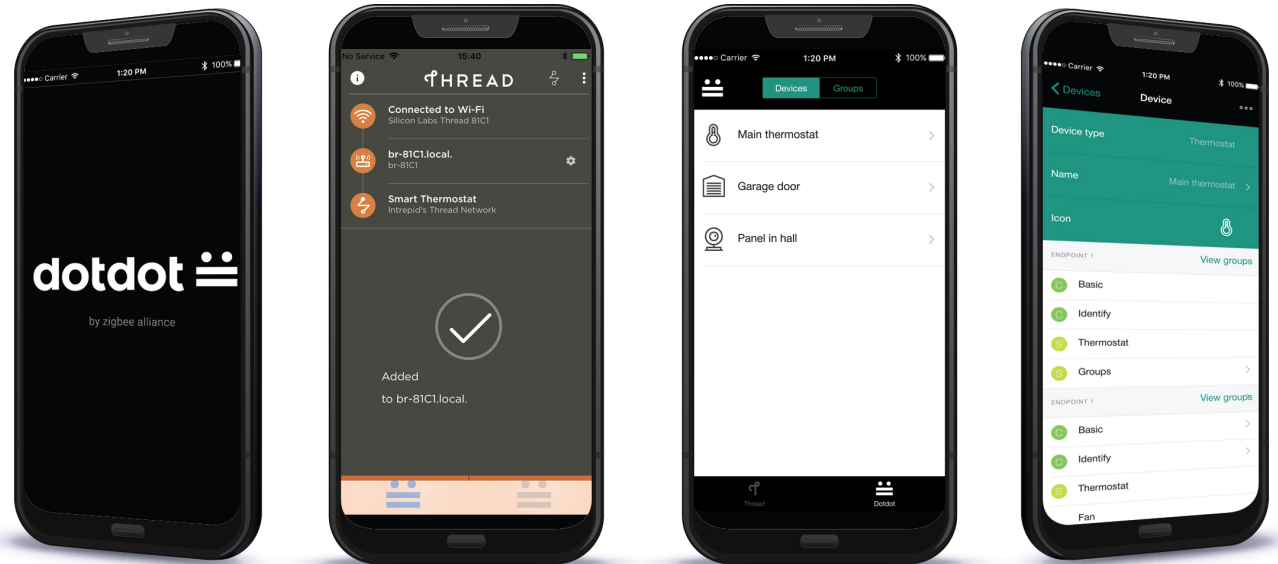 Carrier
1:20 PM
100%
dotdot
by zigbee alliance
No Service
15:40
THREAD
Connected to Wi-Fi
Silicon Labs Thread 81C1
br-81C1.local.
br-81C1
Smart Thermostat
Intrepid's Thread Network
Added
to br-81C1.local.
Carrier
1:20 PM
100%
Devices
Groups
Main thermostat
Garage door
Panel in hall
Thread
Dotdot
Carrier
1:20 PM
100%
Devices
Device
Device type
Thermostat
Name
Main thermostat
Icon
ENDPOINT 1
View groups
C Basic
C Identify
S Thermostat
S Groups
ENDPOINT 1
View groups
C Basic
C Identify
S Thermostat
Fan